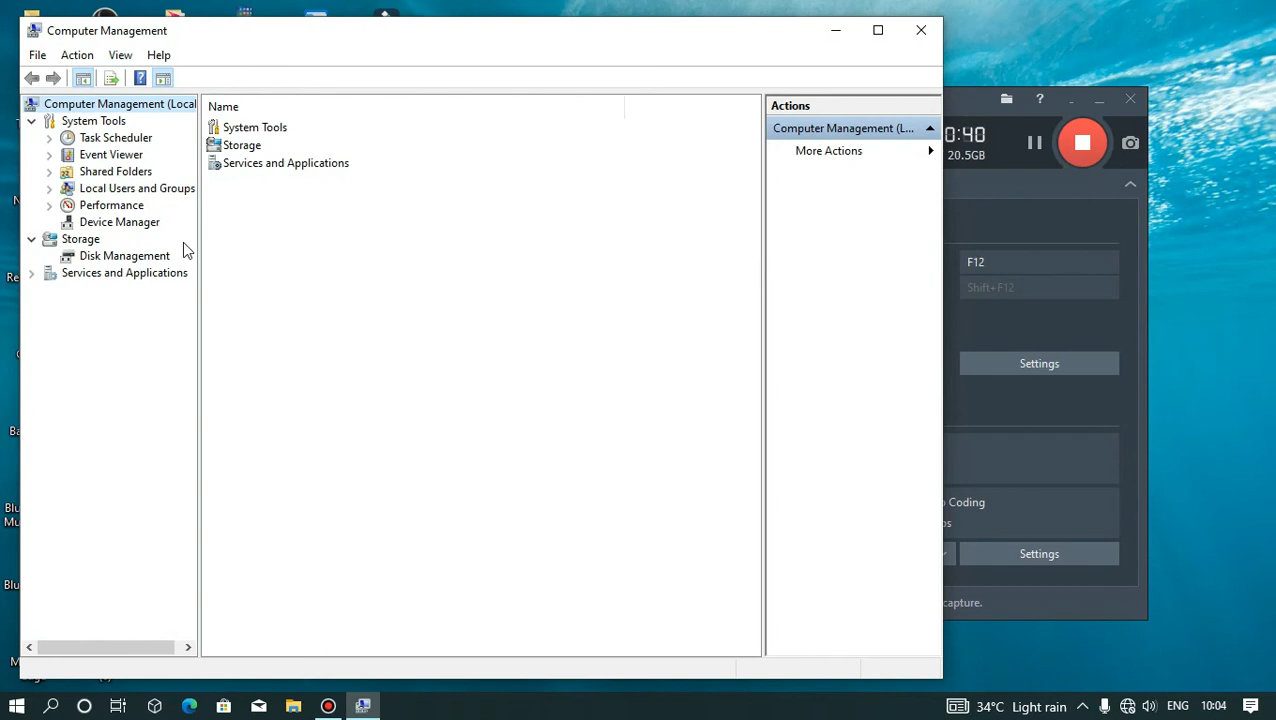 Computer Management
File Action View Help
Computer Management (Local
System Tools
Task Scheduler
Event Viewer
Shared Folders
Local Users and Groups
Performance
Device Manager
Storage
Disk Management
Services and Applications
Name
System Tools
Storage
Services and Applications
Actions
Computer Management (L...
More Actions
0:40
20.5GB
F12
Shift+F12
Settings
Coding
Settings
capture.
34°C Light rain
ENG
10:04